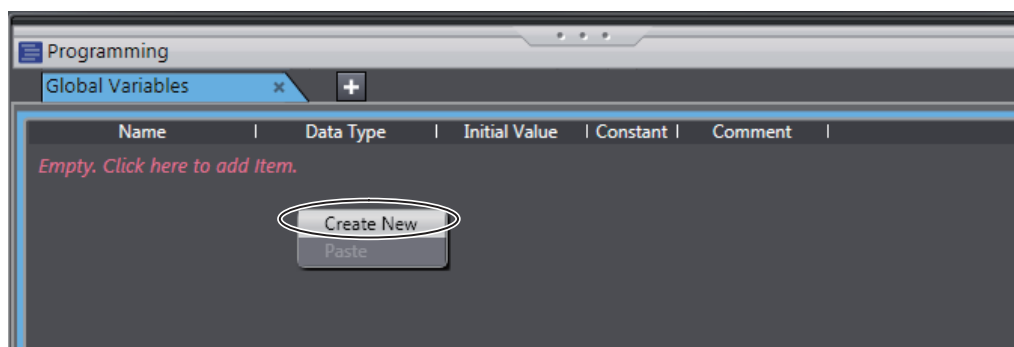 Programming
Global Variables
Name Data Type Initial Value Constant Comment
Empty. Click here to add Item.
Create New
Paste